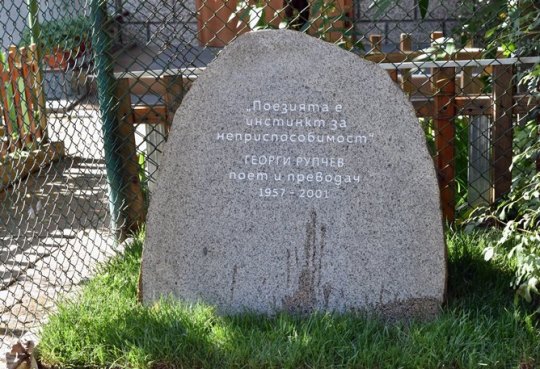 „Поезията е
инстинкт за
неприспособимост“
ГЕОРГИ РУПЧЕВ
поет и преводач
1957 - 2001